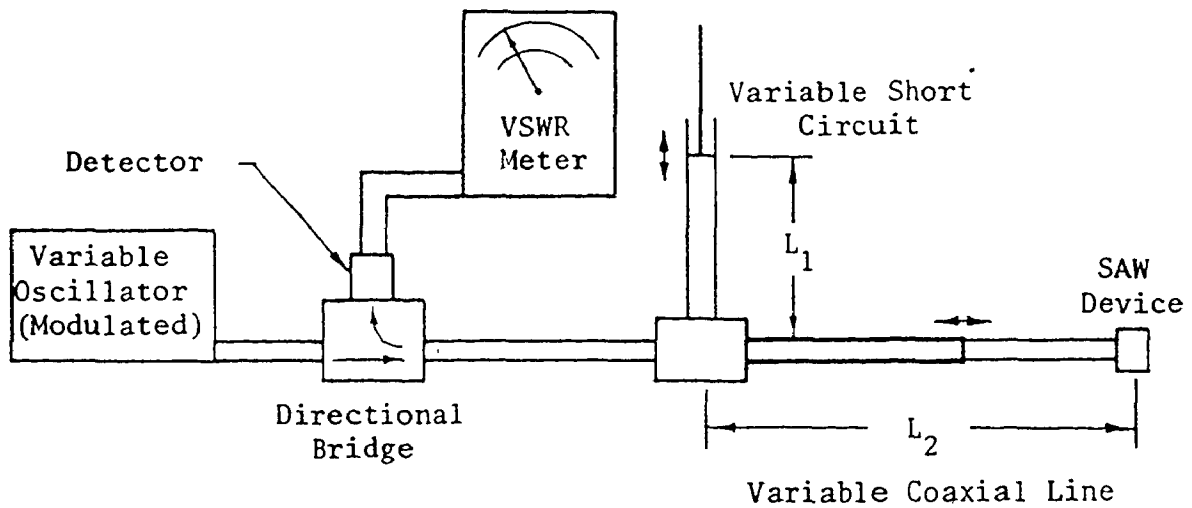 VSWR
Meter
Variable Short
Circuit
Detector
L1
Variable
Oscillator
(Modulated)
SAW
Device
Directional
Bridge
L2
Variable Coaxial Line